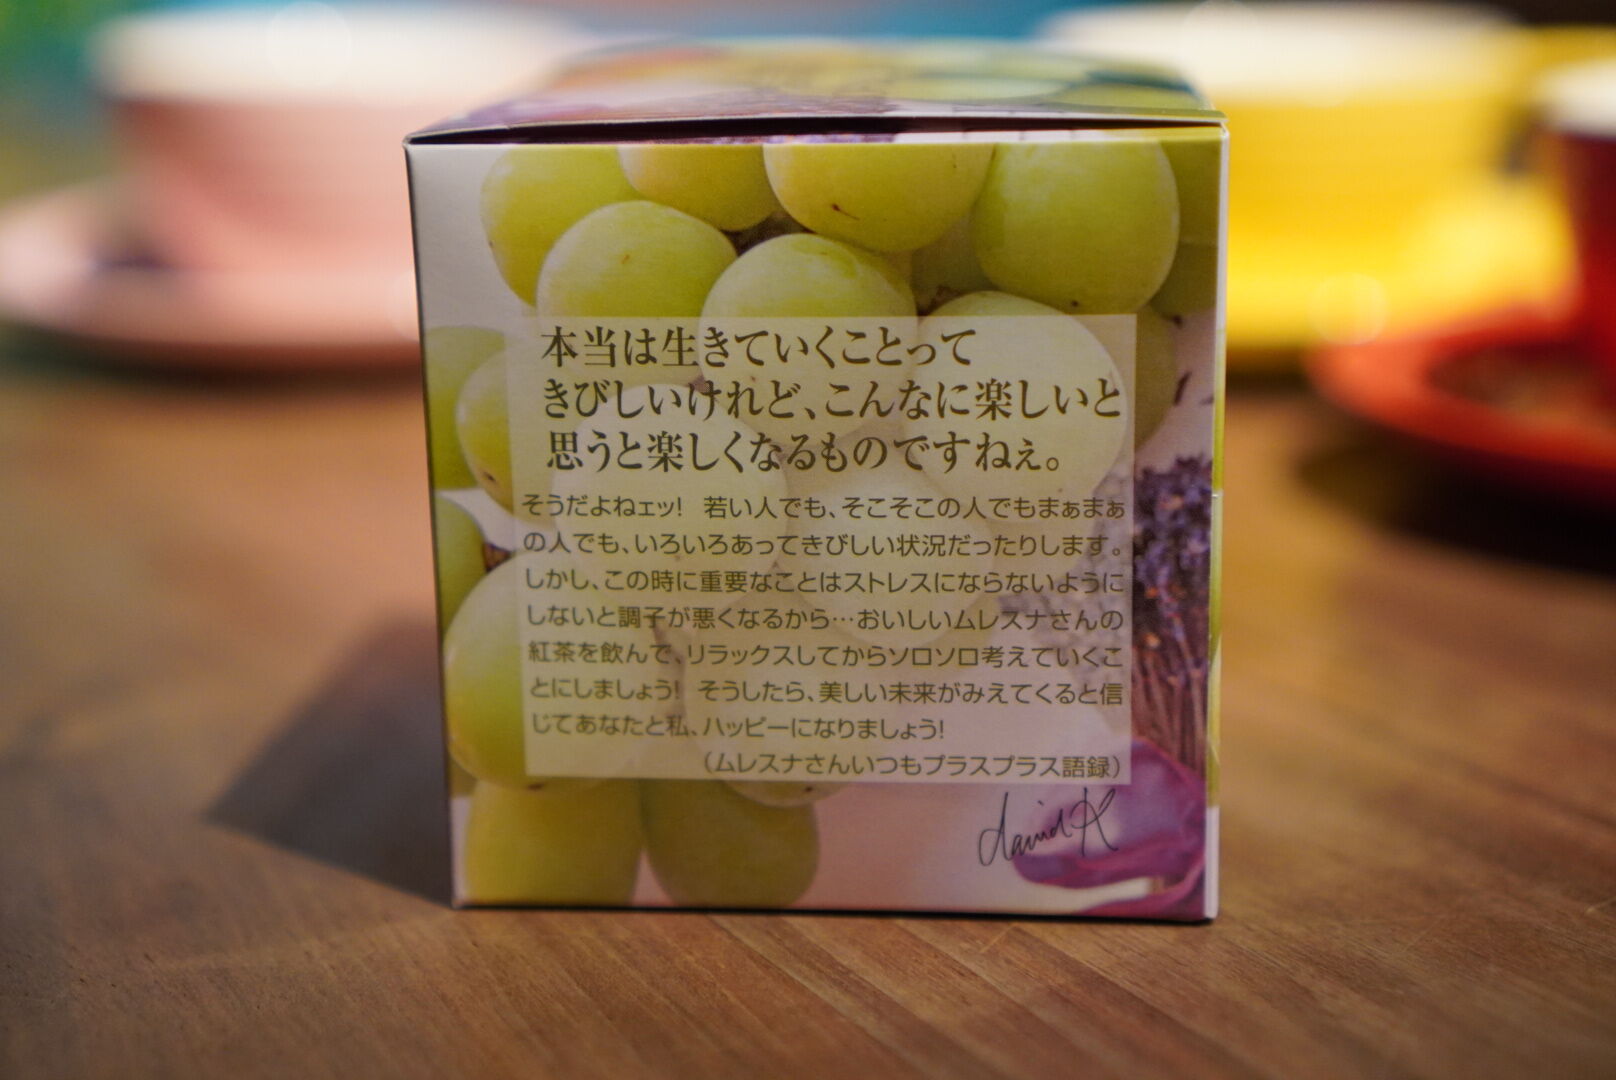 本当は生きていくことって
きびしいけれど、こんなに楽しいと
思うと楽しくなるものですねぇ。
そうだよねェッ! 若い人でも、そこそこの人でもまぁまぁ
の人でも、いろいろあってきびしい状況だったりします。
しかし、この時に重要なことはストレスにならないように
しないと調子が悪くなるから…おいしいムレスナさんの
紅茶を飲んで、リラックスしてからソロソロ考えていくこ
とにしましょう! そうしたら、美しい未来がみえてくると信
じてあなたと私、ハッピーになりましょう!
(ムレスナさんいつもプラスプラス語録)
david K